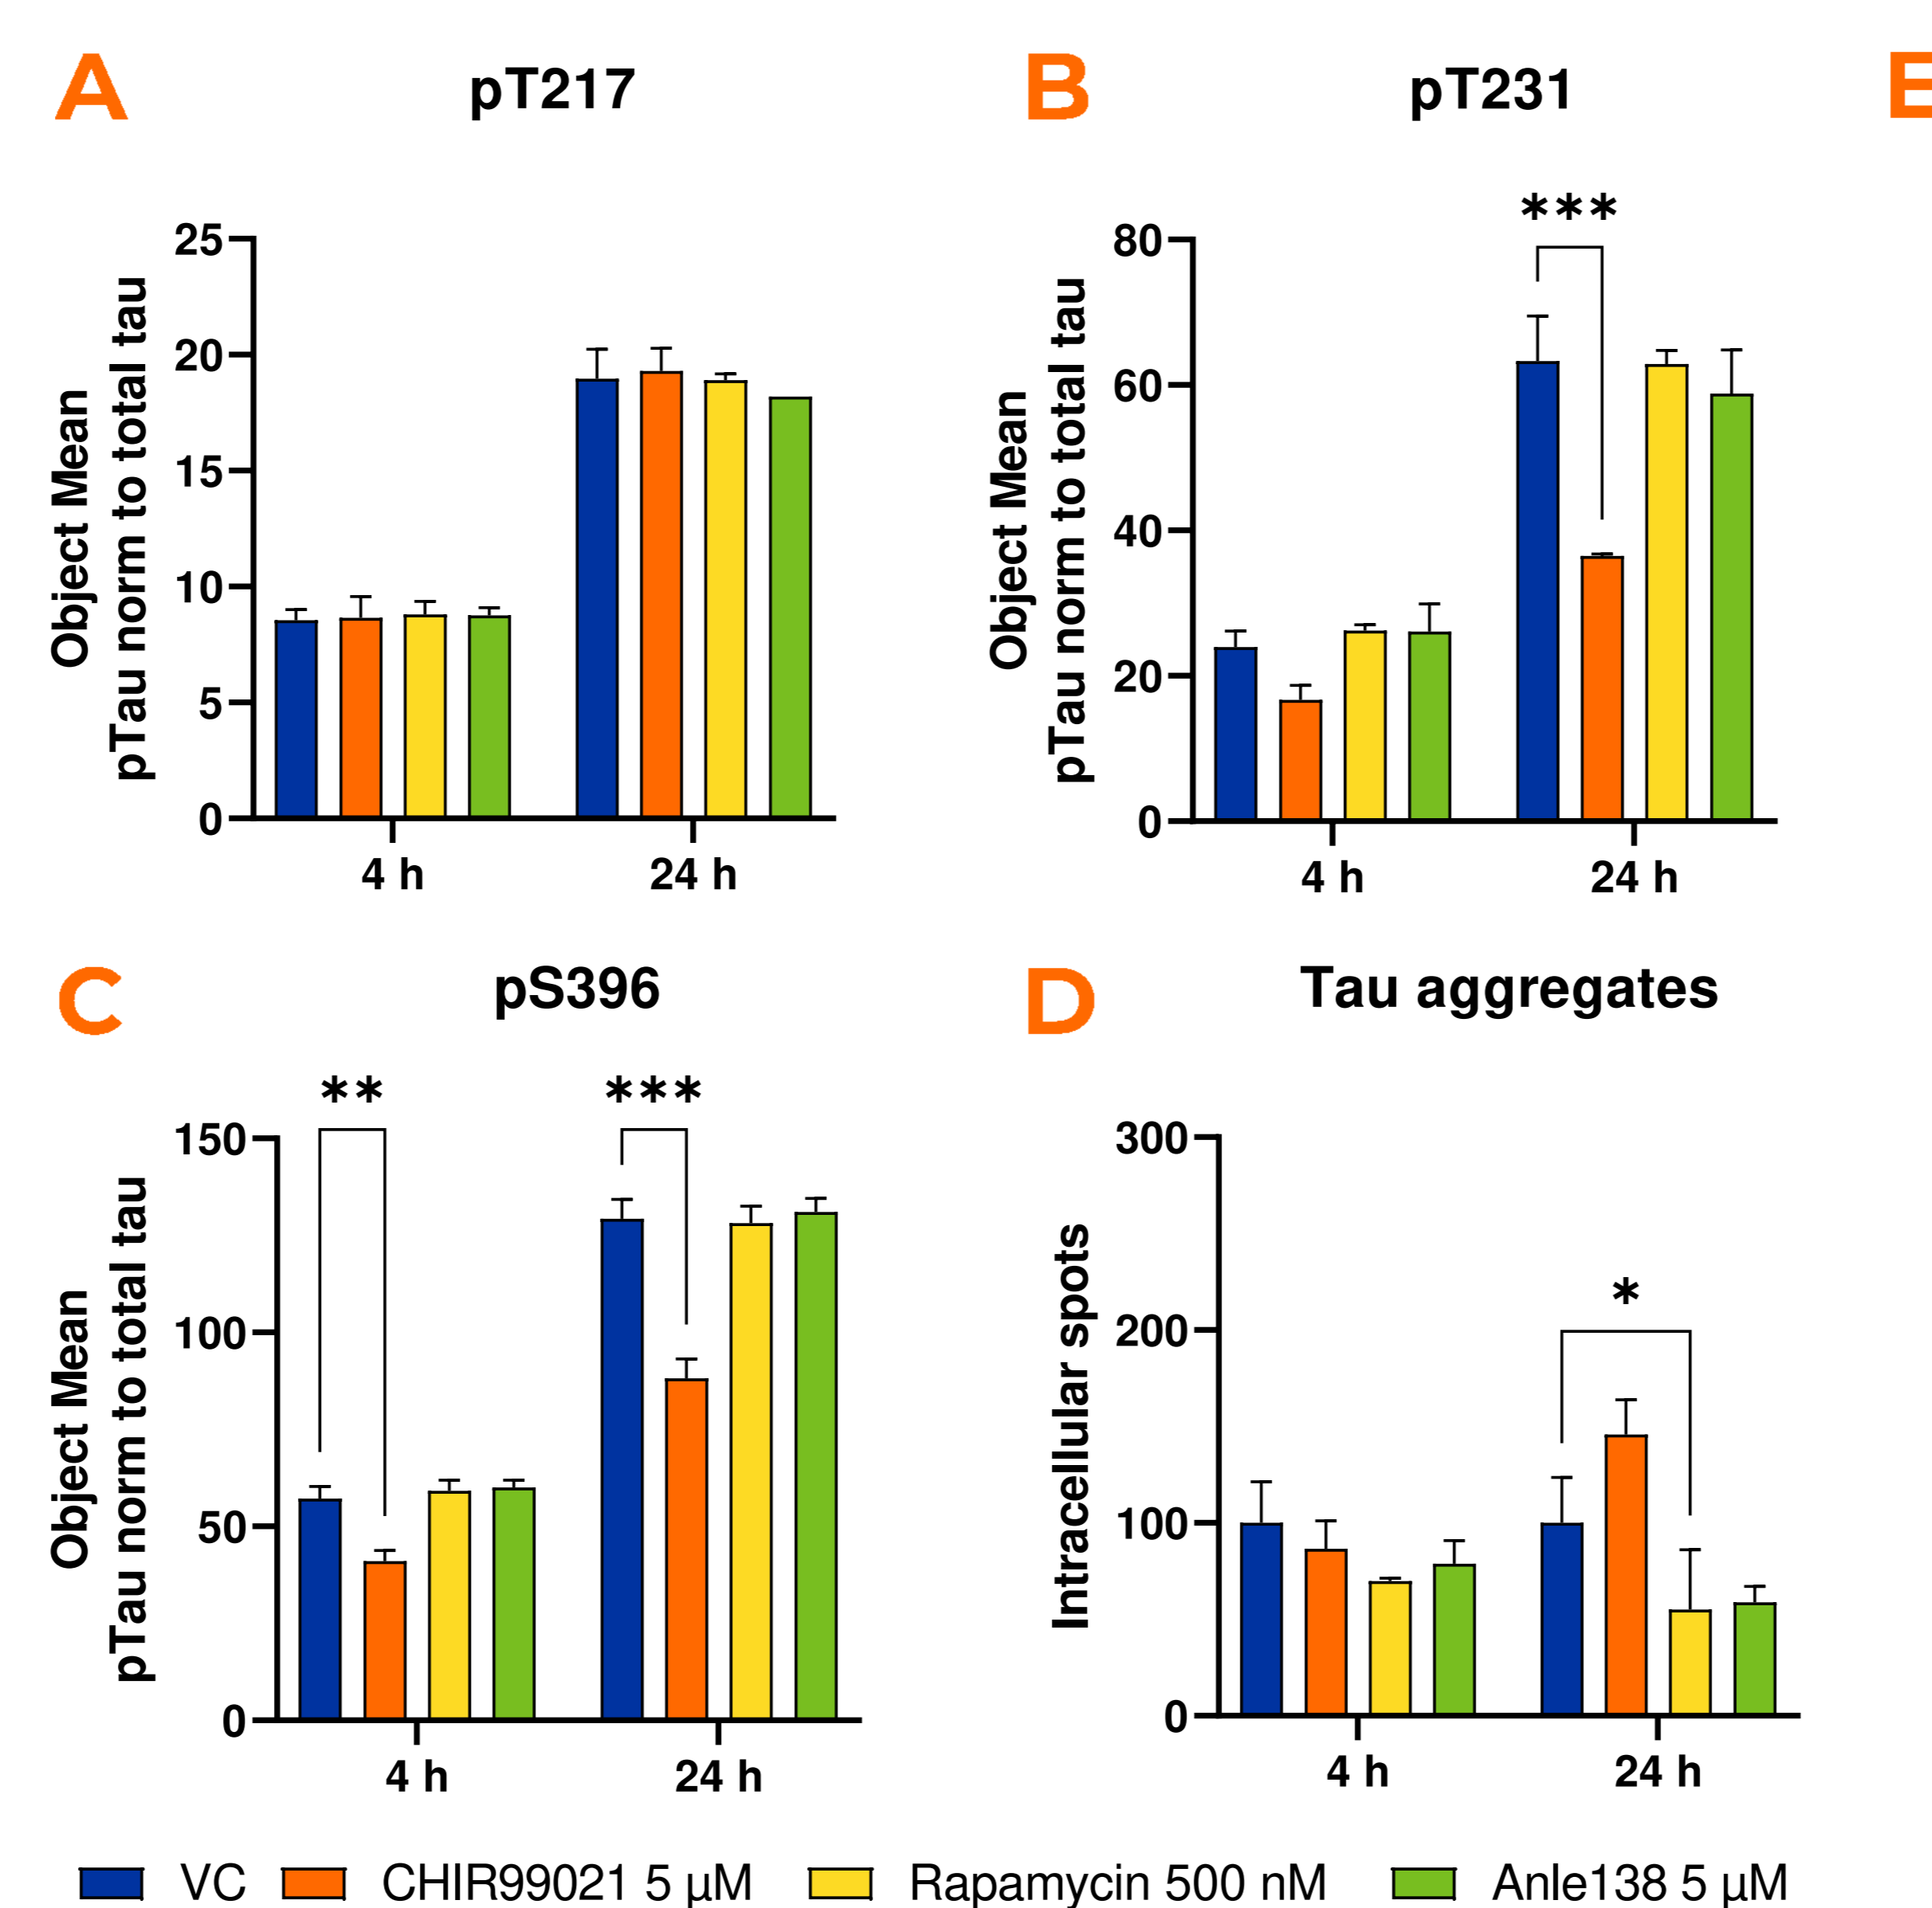 A
pT217
Object Mean
pTau norm to total tau
25
20
15
10
5
0
4 h
24 h
B
pT231
***
Object Mean
pTau norm to total tau
80
60
40
20
0
4 h
24 h
E
C
pS396
**
***
Object Mean
pTau norm to total tau
150
100
50
0
4 h
24 h
D
Tau aggregates
*
Intracellular spots
300
200
100
0
4 h
24 h
VC
CHIR99021 5 µM
Rapamycin 500 nM
Anle138 5 µM